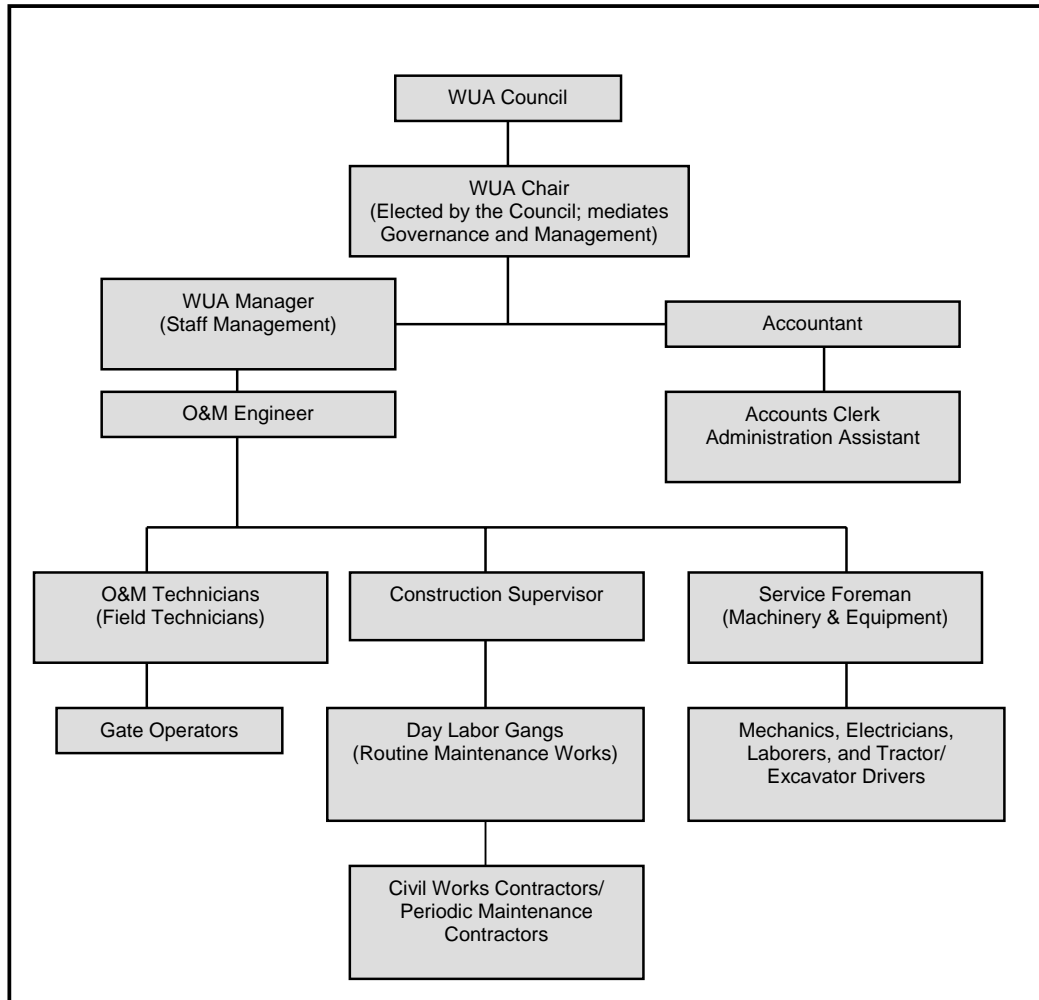 WUA Council
WUA Chair
(Elected by the Council; mediates
Governance and Management)
WUA Manager
(Staff Management)
Accountant
O&M Engineer
Accounts Clerk
Administration Assistant
O&M Technicians
(Field Technicians)
Construction Supervisor
Service Foreman
(Machinery & Equipment)
Gate Operators
Day Labor Gangs
(Routine Maintenance Works)
Mechanics, Electricians,
Laborers, and Tractor/
Excavator Drivers
Civil Works Contractors/
Periodic Maintenance
Contractors